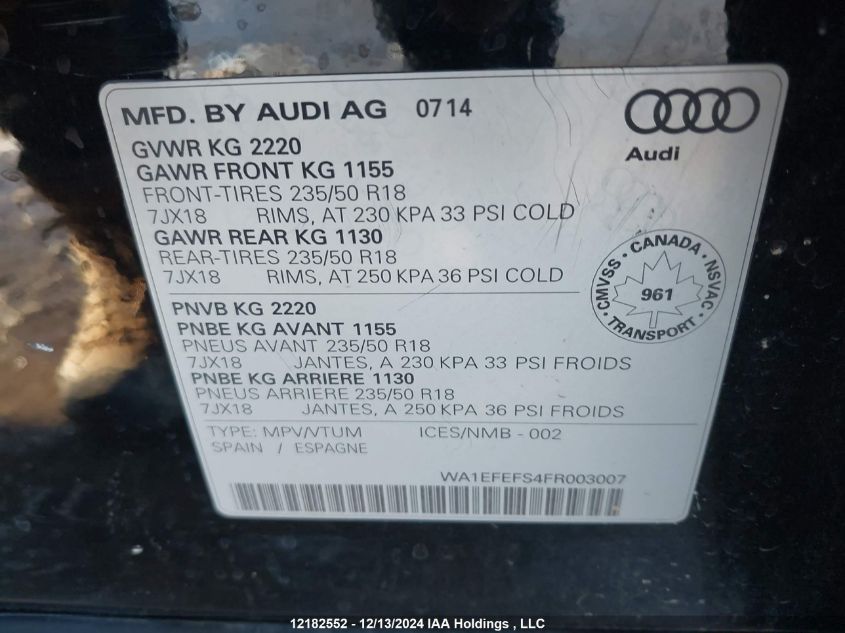 MFD. BY AUDI AG 0714
Audi
GVWR KG 2220
GAWR FRONT KG 1155
FRONT-TIRES 235/50 R18
7JX18 RIMS, AT 230 KPA 33 PSI COLD
GAWR REAR KG 1130
REAR-TIRES 235/50 R18
7JX18 RIMS, AT 250 KPA 36 PSI COLD
CMVSS · CANADA · NSVAC · TRANSPORT ·
961
PNVB KG 2220
PNBE KG AVANT 1155
PNEUS AVANT 235/50 R18
7JX18 JANTES, A 230 KPA 33 PSI FROIDS
PNBE KG ARRIERE 1130
PNEUS ARRIERE 235/50 R18
7JX18 JANTES, A 250 KPA 36 PSI FROIDS
TYPE: MPV/VTUM ICES/NMB - 002
SPAIN / ESPAGNE
WA1EFEFS4FR003007
12182552 - 12/13/2024 IAA Holdings , LLC